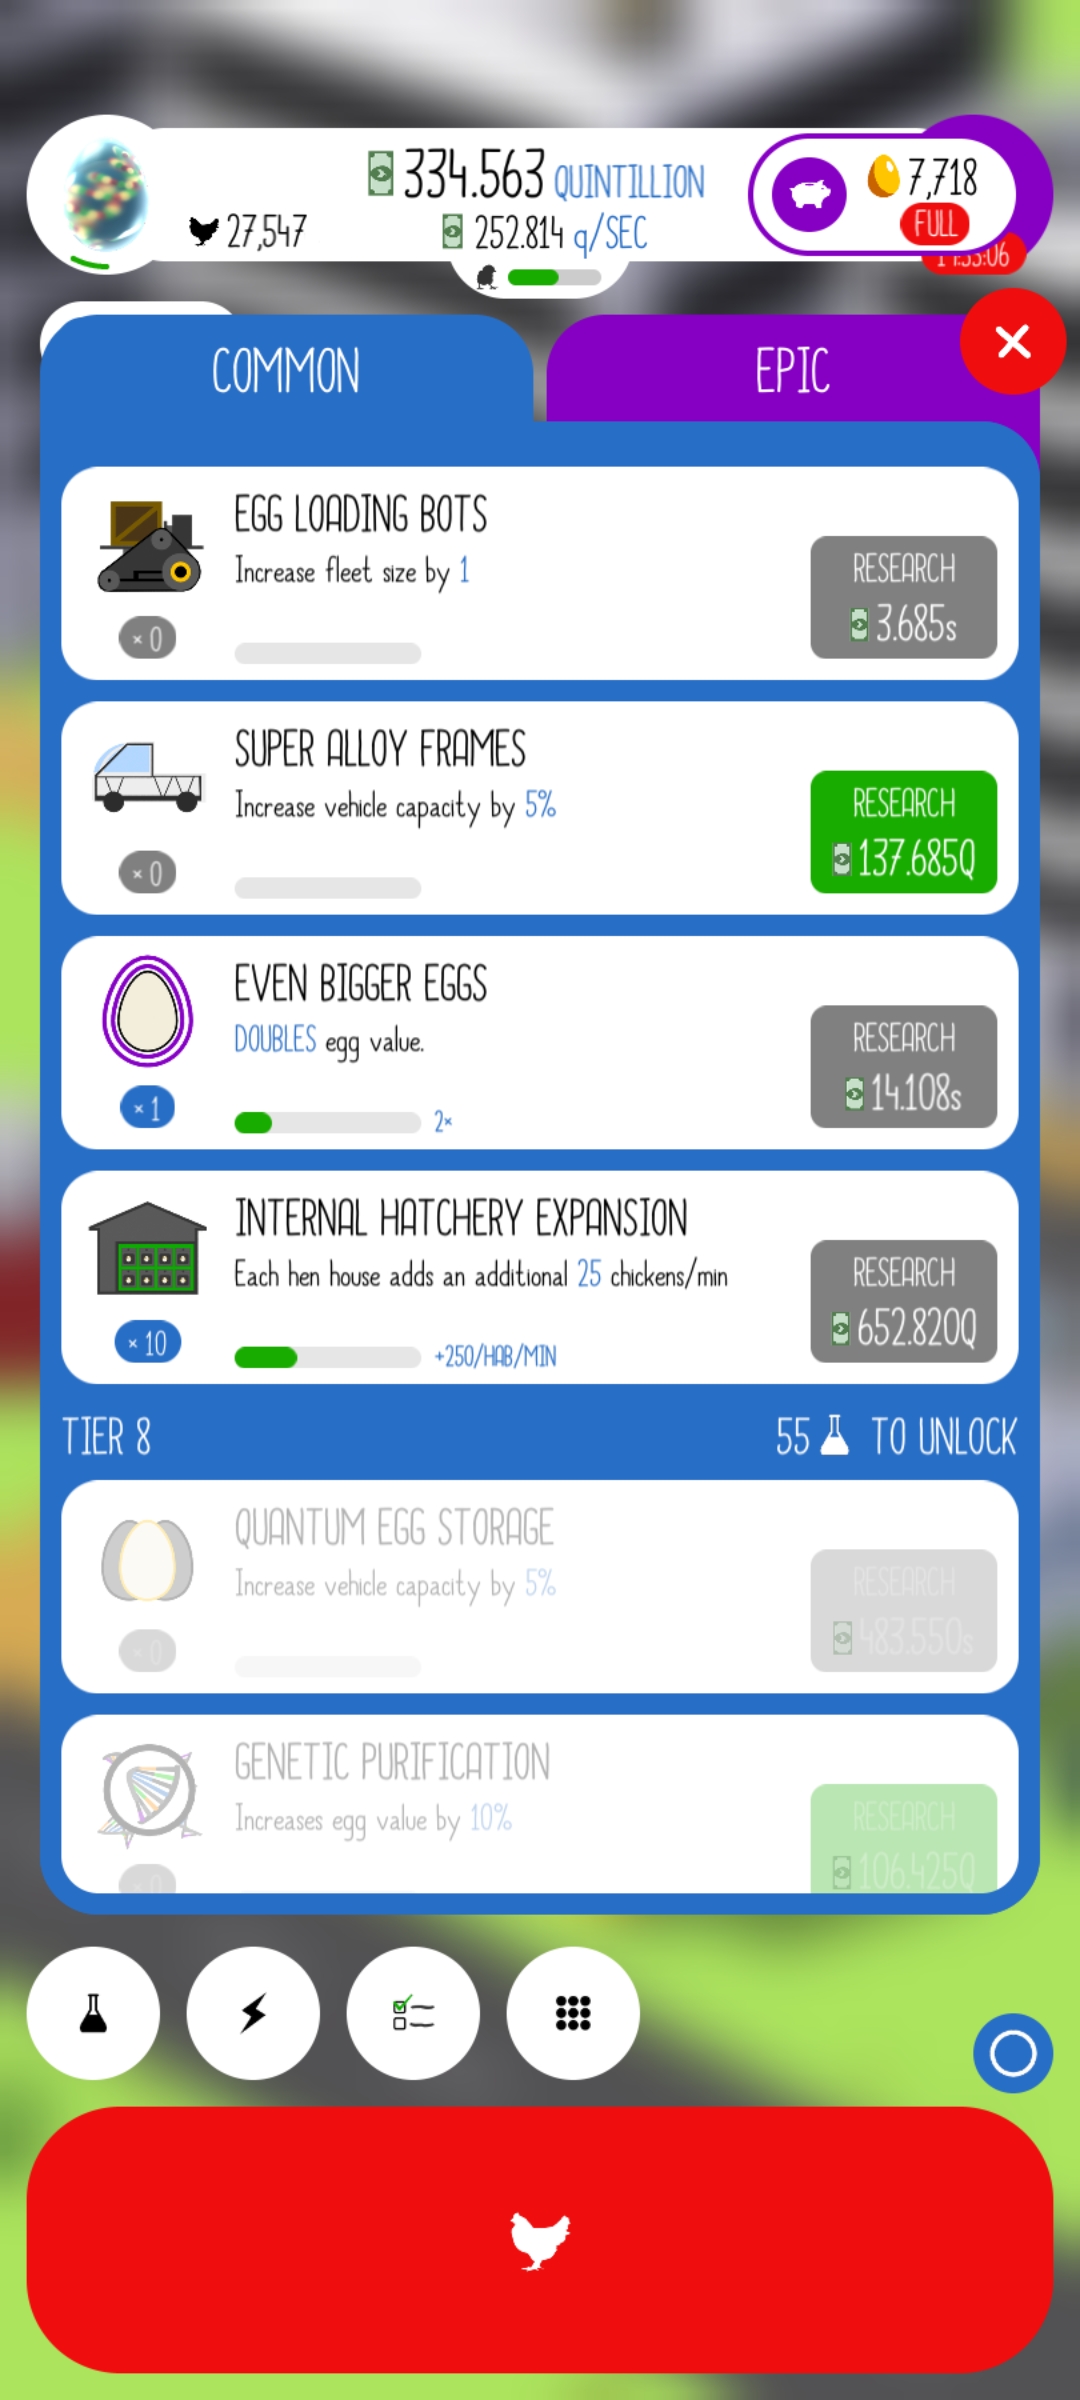 334.563 QUINTILLION
27,547
252.814 q/SEC
7,718
FULL
COMMON
EPIC
EGG LOADING BOTS
Increase fleet size by 1
× 0
RESEARCH
3.685s
SUPER ALLOY FRAMES
Increase vehicle capacity by 5%
× 0
RESEARCH
137.685Q
EVEN BIGGER EGGS
DOUBLES egg value.
× 1
2×
RESEARCH
14.108s
INTERNAL HATCHERY EXPANSION
Each hen house adds an additional 25 chickens/min
× 10
+250/HAB/MIN
RESEARCH
652.820Q
TIER 8
55 TO UNLOCK
QUANTUM EGG STORAGE
Increase vehicle capacity by 5%
× 0
RESEARCH
483.550s
GENETIC PURIFICATION
Increases egg value by 10%
× 0
RESEARCH
106.425Q